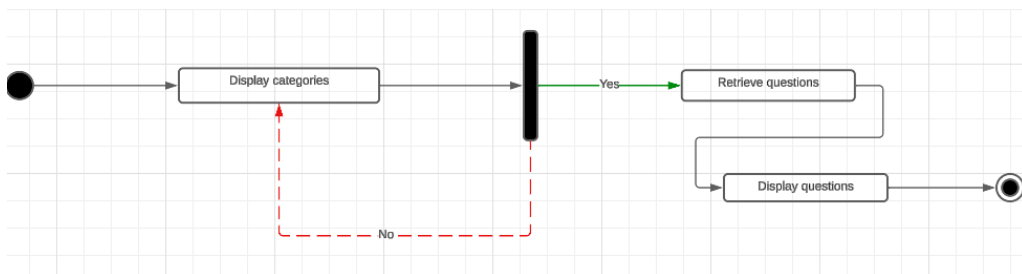 Display categories
Yes
Retrieve questions
Display questions
No